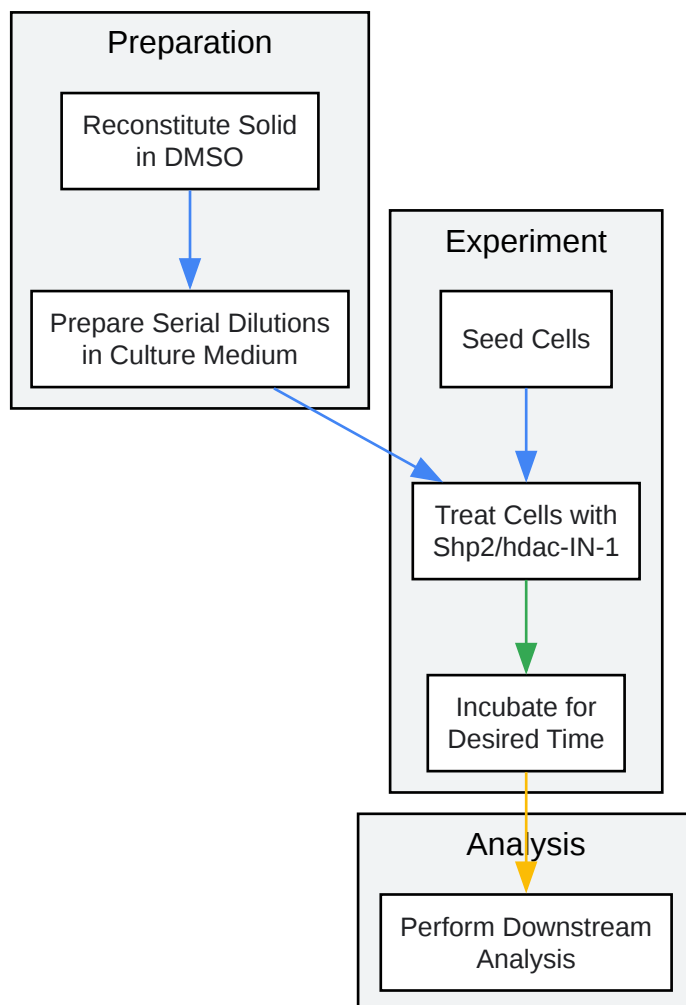 Preparation
Reconstitute Solid
in DMSO
Prepare Serial Dilutions
in Culture Medium
Experiment
Seed Cells
Treat Cells with
Shp2/hdac-IN-1
Incubate for
Desired Time
Analysis
Perform Downstream
Analysis